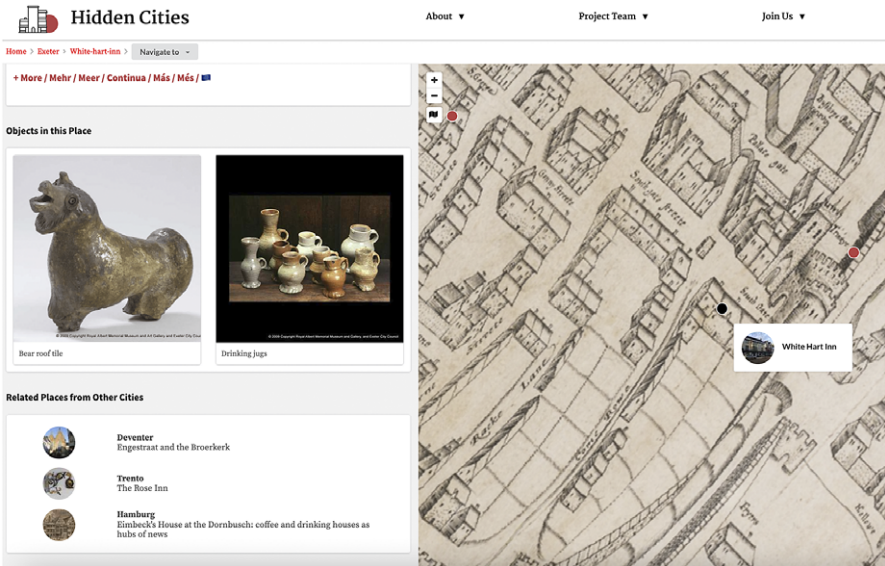 Hidden Cities
About ▼
Project Team ▼
Join Us ▼
Home > Exeter > White-hart-inn > Navigate to
+ More / Mehr / Meer / Continua / Más / Més /
Objects in this Place
Bear roof tile
Drinking jugs
Related Places from Other Cities
Deventer
Engestraat and the Broerkerk
Trento
The Rose Inn
Hamburg
Eimbeck's House at the Dornbusch: coffee and drinking houses as
hubs of news
+
−
White Hart Inn
Lane